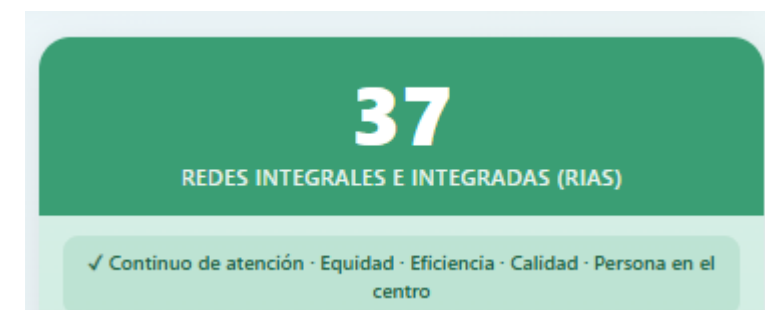 37
REDES INTEGRALES E INTEGRADAS (RIAS)
✓ Continuo de atención · Equidad · Eficiencia · Calidad · Persona en el
centro